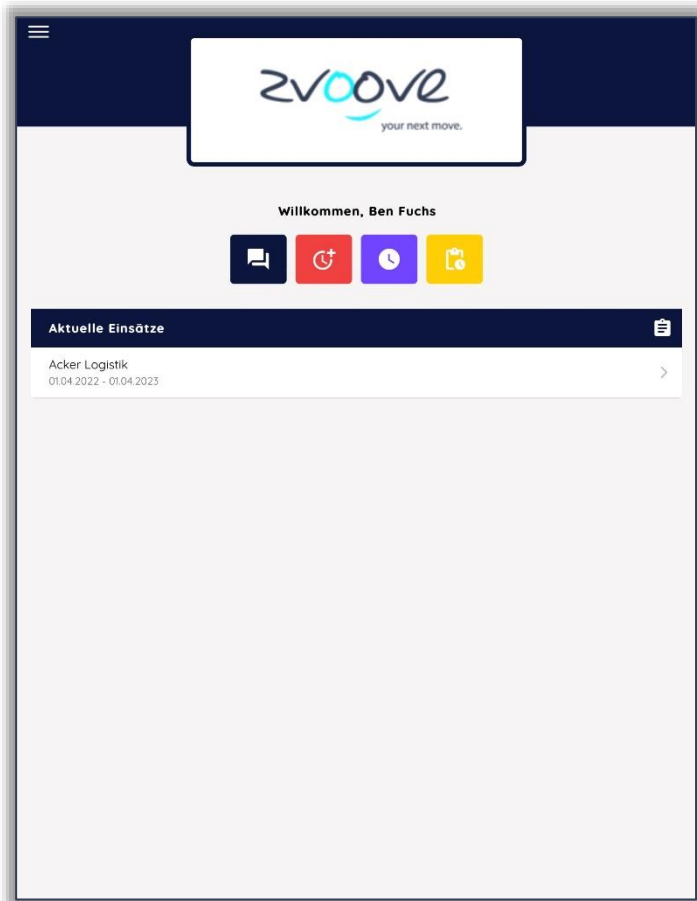 zvoove
your next move.
Willkommen, Ben Fuchs
Aktuelle Einsätze
Acker Logistik
01.04.2022 - 01.04.2023